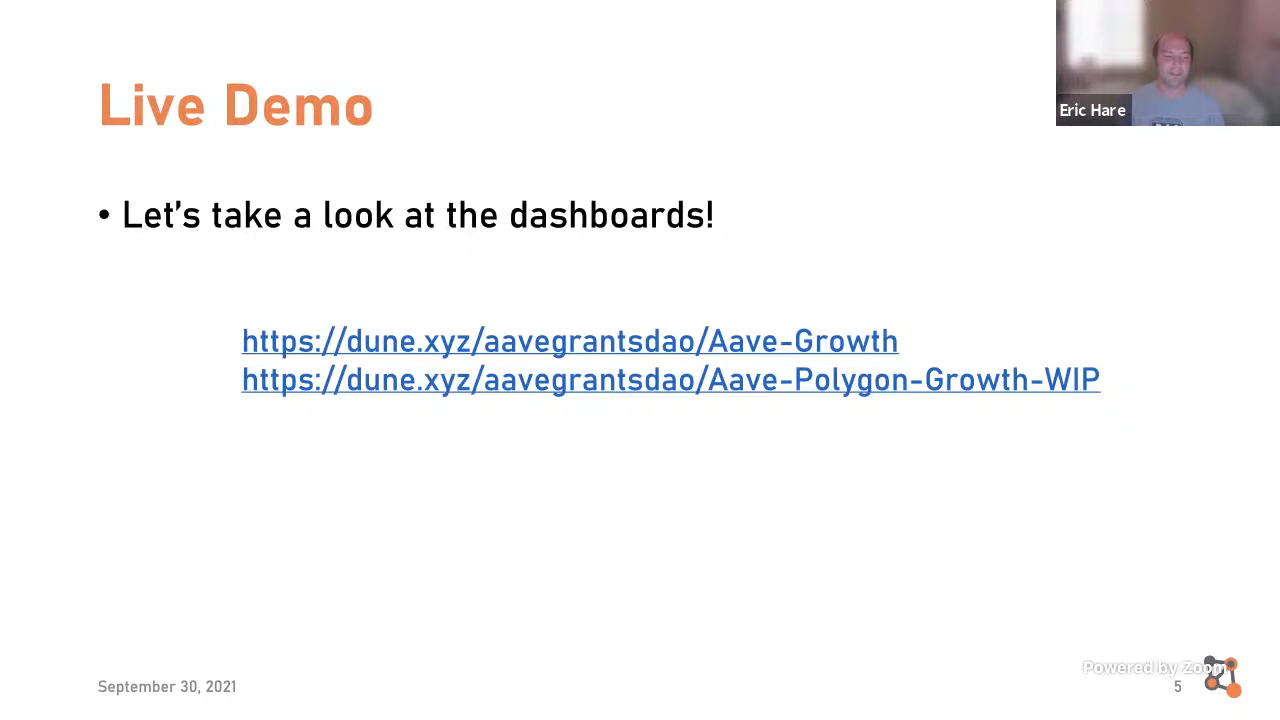 Live Demo
Eric Hare
• Let's take a look at the dashboards!
https://dune.xyz/aavegrantsdao/Aave-Growth
https://dune.xyz/aavegrantsdao/Aave-Polygon-Growth-WIP
Powered by Zoom
September 30, 2021
5